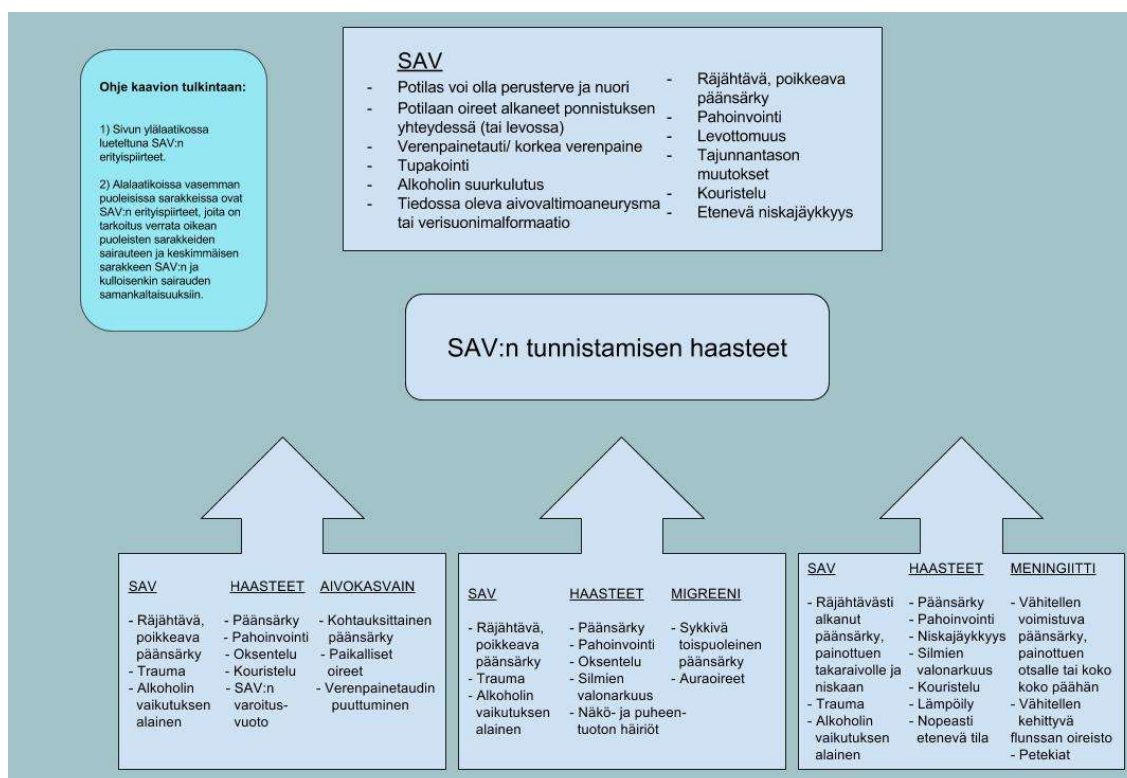 Ohje kaavion tulkintaan:
1) Sivun ylälaatikossa
lueteltuna SAV:n
erityispiirteet.
2) Alalaatikoissa vasemman
puoleisissa sarakkeissa ovat
SAV:n erityispiirteet, joita on
tarkoitus verrata oikean
puoleisten sarakkeiden
sairauteen ja keskimmäisen
sarakkeen SAV:n ja
kulloisenkin sairauden
samankaltaisuuksiin.
SAV
- Potilas voi olla perusterve ja nuori
- Potilaan oireet alkaneet ponnistuksen
yhteydessä (tai levossa)
- Verenpainetauti/ korkea verenpaine
- Tupakointi
- Alkoholin suurkulutus
- Tiedossa oleva aivovaltimoaneurysma
tai verisuonimalformaatio
- Räjähtävä, poikkeava
päänsärky
- Pahoinvointi
- Levottomuus
- Tajunnantason
muutokset
- Kouristelu
- Etenevä niskajäykkyys
SAV:n tunnistamisen haasteet
SAV
- Räjähtävä,
poikkeava
päänsärky
- Trauma
- Alkoholin
vaikutuksen
alainen
HAASTEET
- Päänsärky
- Pahoinvointi
- Oksentelu
- Kouristelu
- SAV:n
varoitus-
vuoto
AIVOKASVAIN
- Kohtauksittainen
päänsärky
- Paikalliset
oireet
- Verenpainetaudin
puuttuminen
SAV
- Räjähtävä,
poikkeava
päänsärky
- Trauma
- Alkoholin
vaikutuksen
alainen
HAASTEET
- Päänsärky
- Pahoinvointi
- Oksentelu
- Silmien
valonarkuus
- Näkö- ja puheen-
tuoton häiriöt
MIGREENI
- Sykkivä
toispuoleinen
päänsärky
- Auraoireet
SAV
- Räjähtävästi
alkanut
päänsärky,
painottuen
takaraivolle ja
niskaan
- Trauma
- Alkoholin
vaikutuksen
alainen
HAASTEET
- Päänsärky
- Pahoinvointi
- Niskajäykkyys
- Silmien
valonarkuus
- Kouristelu
- Lämpöily
- Nopeasti
etenevä tila
MENINGIITTI
- Vähitellen
voimistuva
päänsärky,
painottuen
otsalle tai koko
koko päähän
- Vähitellen
kehittyvä
flunssan oireisto
- Petekiat